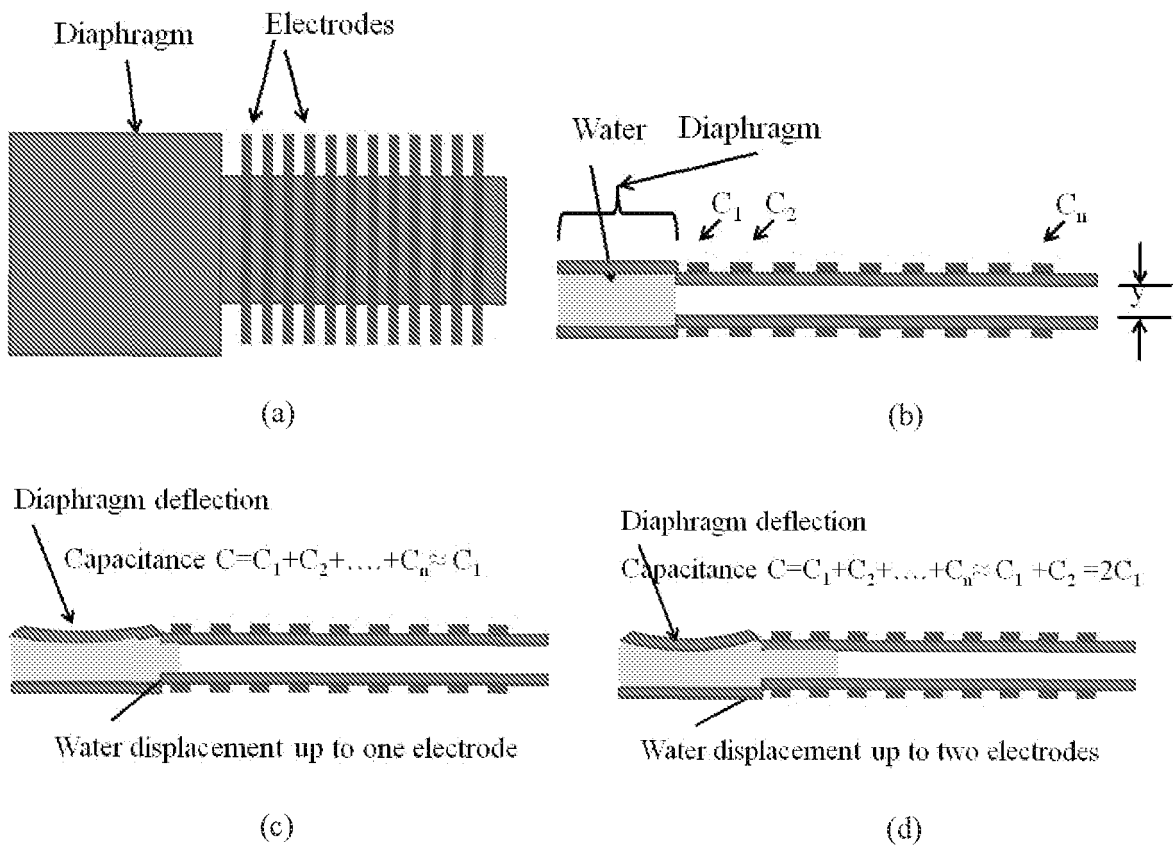 Diaphragm
Electrodes
Water
Diaphragm
C₁
C₂
Cₙ
y
(a)
(b)
Diaphragm deflection
Capacitance C=C₁+C₂+....+Cₙ≈ C₁
Water displacement up to one electrode
(c)
Diaphragm deflection
Capacitance C=C₁+C₂+....+Cₙ≈ C₁ +C₂ =2C₁
Water displacement up to two electrodes
(d)